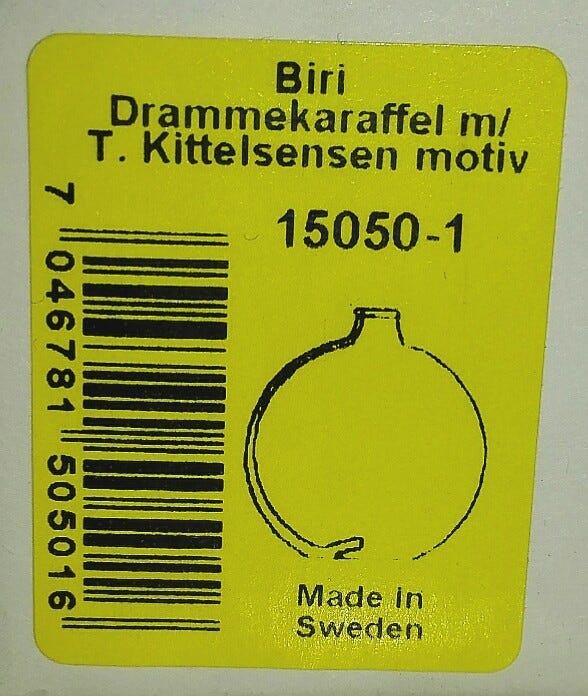 Biri
Drammekaraffel m/
T. Kittelsensen motiv
15050-1
7 046781 505016
Made in
Sweden